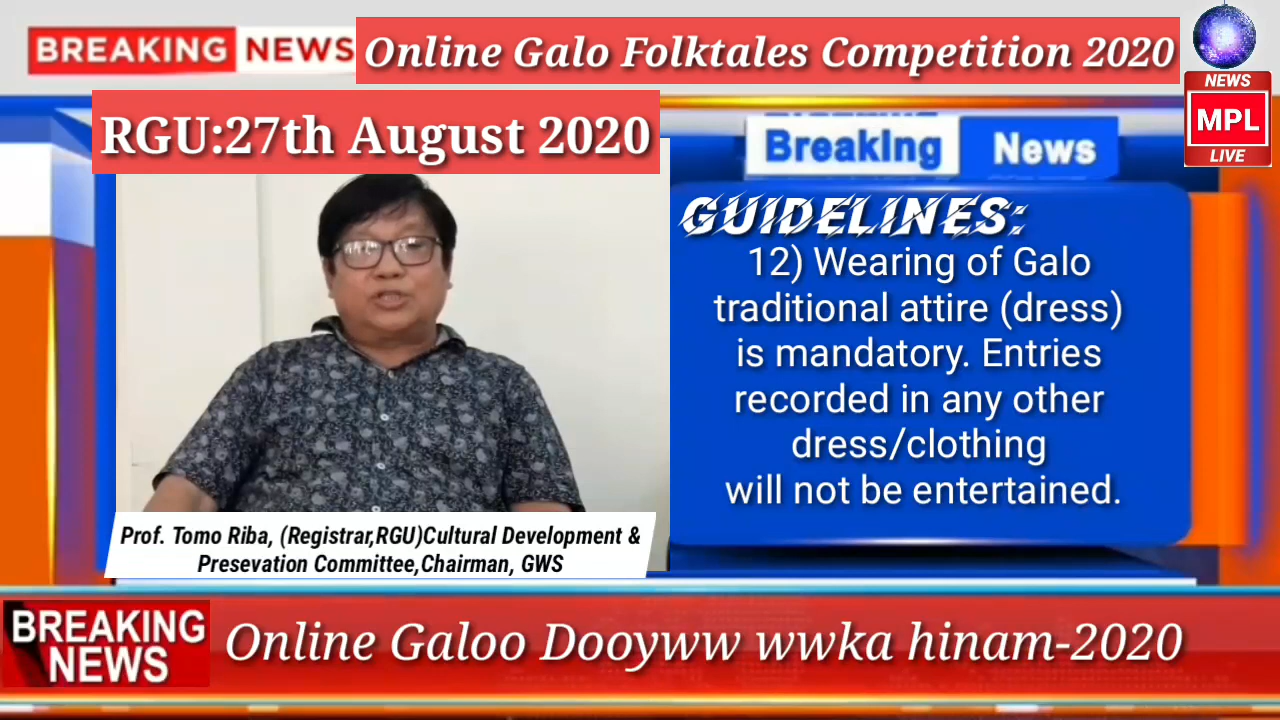 BREAKING NEWS
Online Galo Folktales Competition 2020
NEWS
MPL
LIVE
RGU:27th August 2020
Breaking News
GUIDELINES:
12) Wearing of Galo
traditional attire (dress)
is mandatory. Entries
recorded in any other
dress/clothing
will not be entertained.
Prof. Tomo Riba, (Registrar,RGU)Cultural Development &
Presevation Committee,Chairman, GWS
BREAKING
NEWS
Online Galoo Dooyww wwka hinam-2020